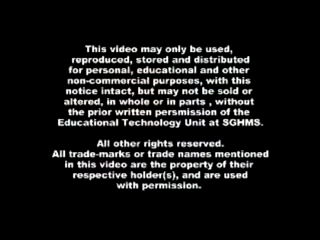 This video may only be used,
reproduced, stored and distributed
for personal, educational and other
non-commercial purposes, with this
notice intact, but may not be sold or
altered, in whole or in parts , without
the prior written persmission of the
Educational Technology Unit at SGHMS.
All other rights reserved.
All trade-marks or trade names mentioned
in this video are the property of their
respective holder(s), and are used
with permission.